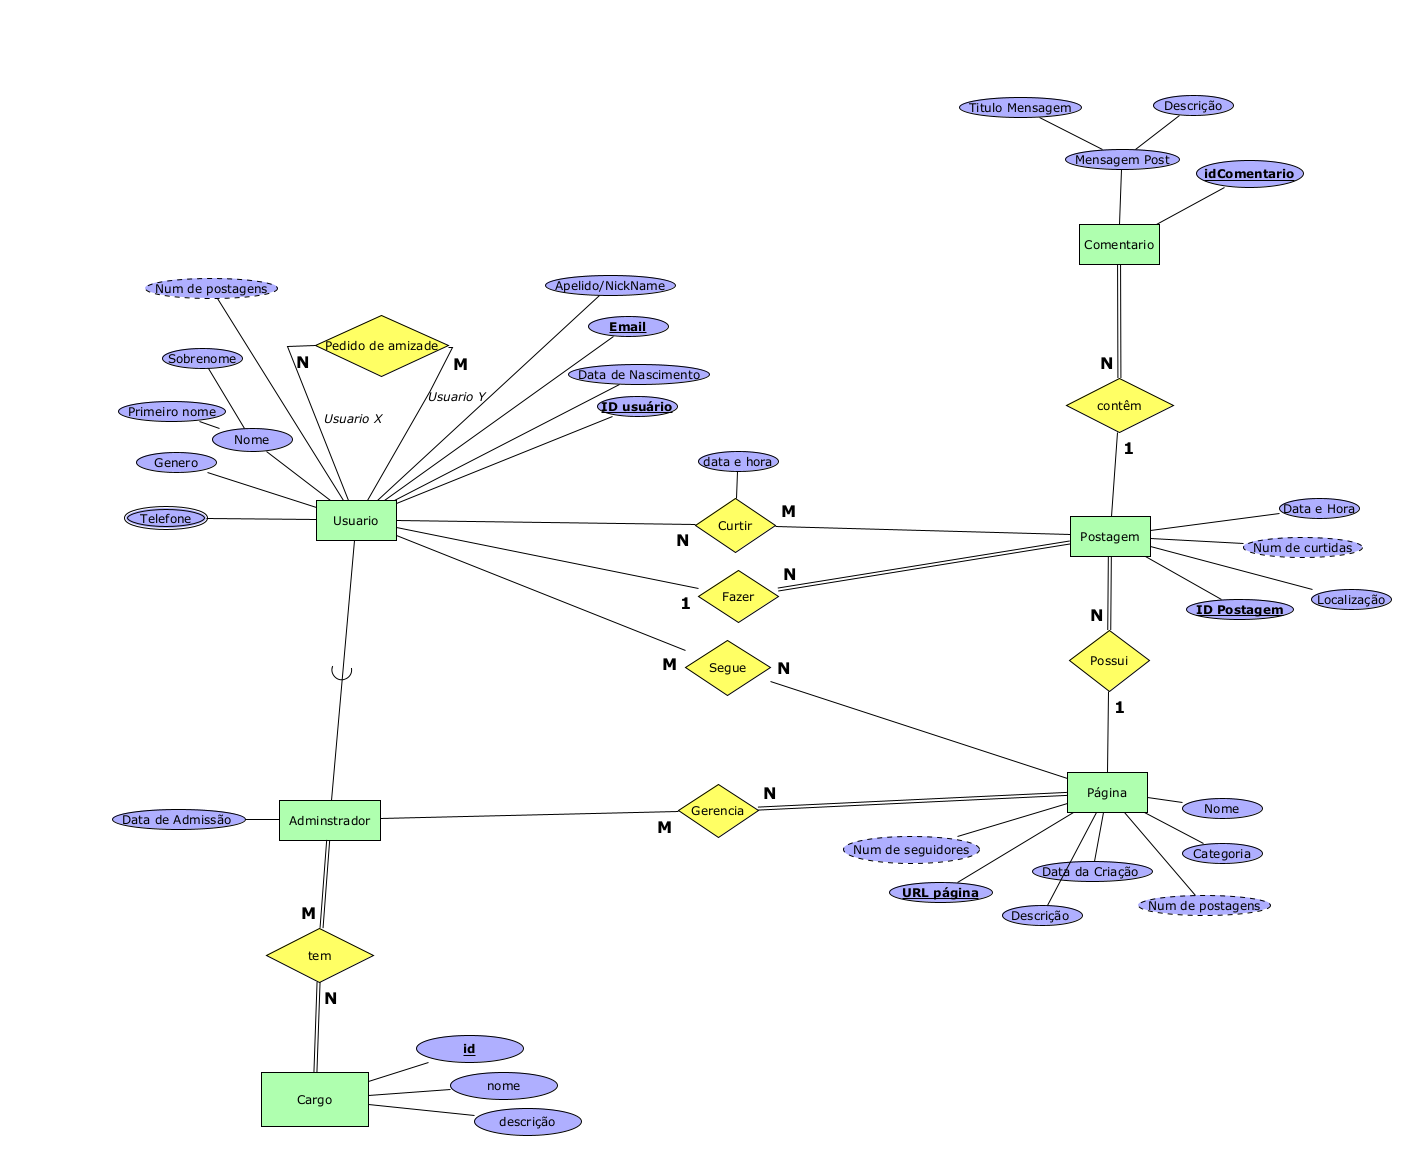 Titulo Mensagem
Descrição
Mensagem Post
idComentario
Comentario
Num de postagens
Apelido/NickName
Email
Pedido de amizade
N
M
Sobrenome
Data de Nascimento
Usuario Y
ID usuário
Primeiro nome
Usuario X
Nome
Genero
Telefone
Usuario
N
contêm
1
data e hora
Curtir
N
M
Postagem
Data e Hora
Num de curtidas
Localização
ID Postagem
Fazer
1
N
N
Possui
1
Segue
M
N
Data de Admissão
Adminstrador
Gerencia
M
N
Página
Nome
Categoria
Num de postagens
Data da Criação
Descrição
URL página
Num de seguidores
M
tem
N
Cargo
id
nome
descrição